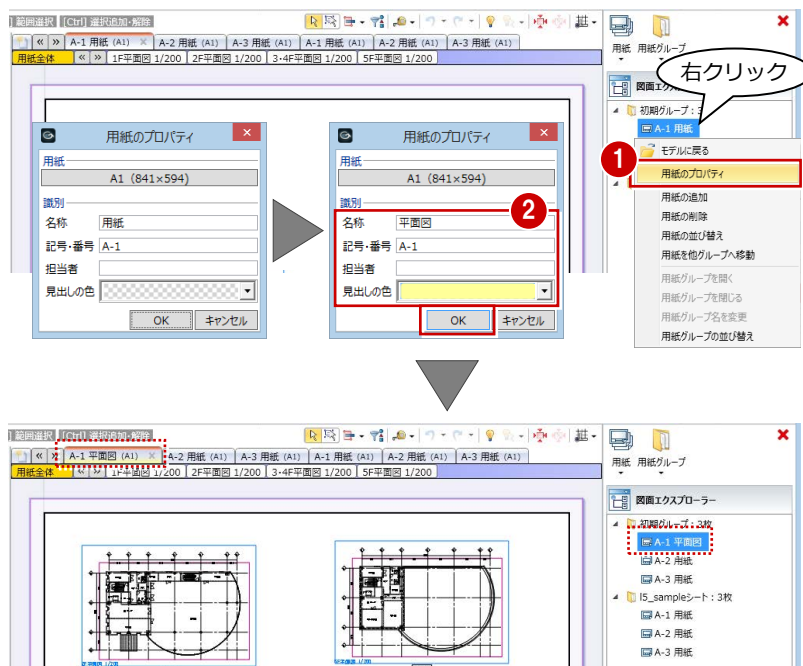 範囲選択 [Ctrl] 選択追加・解除
用紙 用紙グループ
A-1 用紙 (A1) A-2 用紙 (A1) A-3 用紙 (A1) A-1 用紙 (A1) A-2 用紙 (A1) A-3 用紙 (A1)
用紙全体 1F平面図 1/200 2F平面図 1/200 3・4F平面図 1/200 5F平面図 1/200
右クリック
図面エクス
初期グループ:3
A-1 用紙
1
モデルに戻る
用紙のプロパティ
用紙の追加
用紙の削除
用紙の並び替え
用紙を他グループへ移動
用紙グループを開く
用紙グループを閉じる
用紙グループ名を変更
用紙グループの並び替え
用紙のプロパティ
用紙
A1 (841×594)
識別
名称 用紙
記号・番号 A-1
担当者
見出しの色
OK キャンセル
用紙のプロパティ
用紙
A1 (841×594)
識別
2
名称 平面図
記号・番号 A-1
担当者
見出しの色
OK キャンセル
範囲選択 [Ctrl] 選択追加・解除
用紙 用紙グループ
A-1 平面図 (A1) A-2 用紙 (A1) A-3 用紙 (A1) A-1 用紙 (A1) A-2 用紙 (A1) A-3 用紙 (A1)
用紙全体 1F平面図 1/200 2F平面図 1/200 3・4F平面図 1/200 5F平面図 1/200
図面エクスプローラー
初期グループ:3枚
A-1 平面図
A-2 用紙
A-3 用紙
I5_sampleシート:3枚
A-1 用紙
A-2 用紙
A-3 用紙